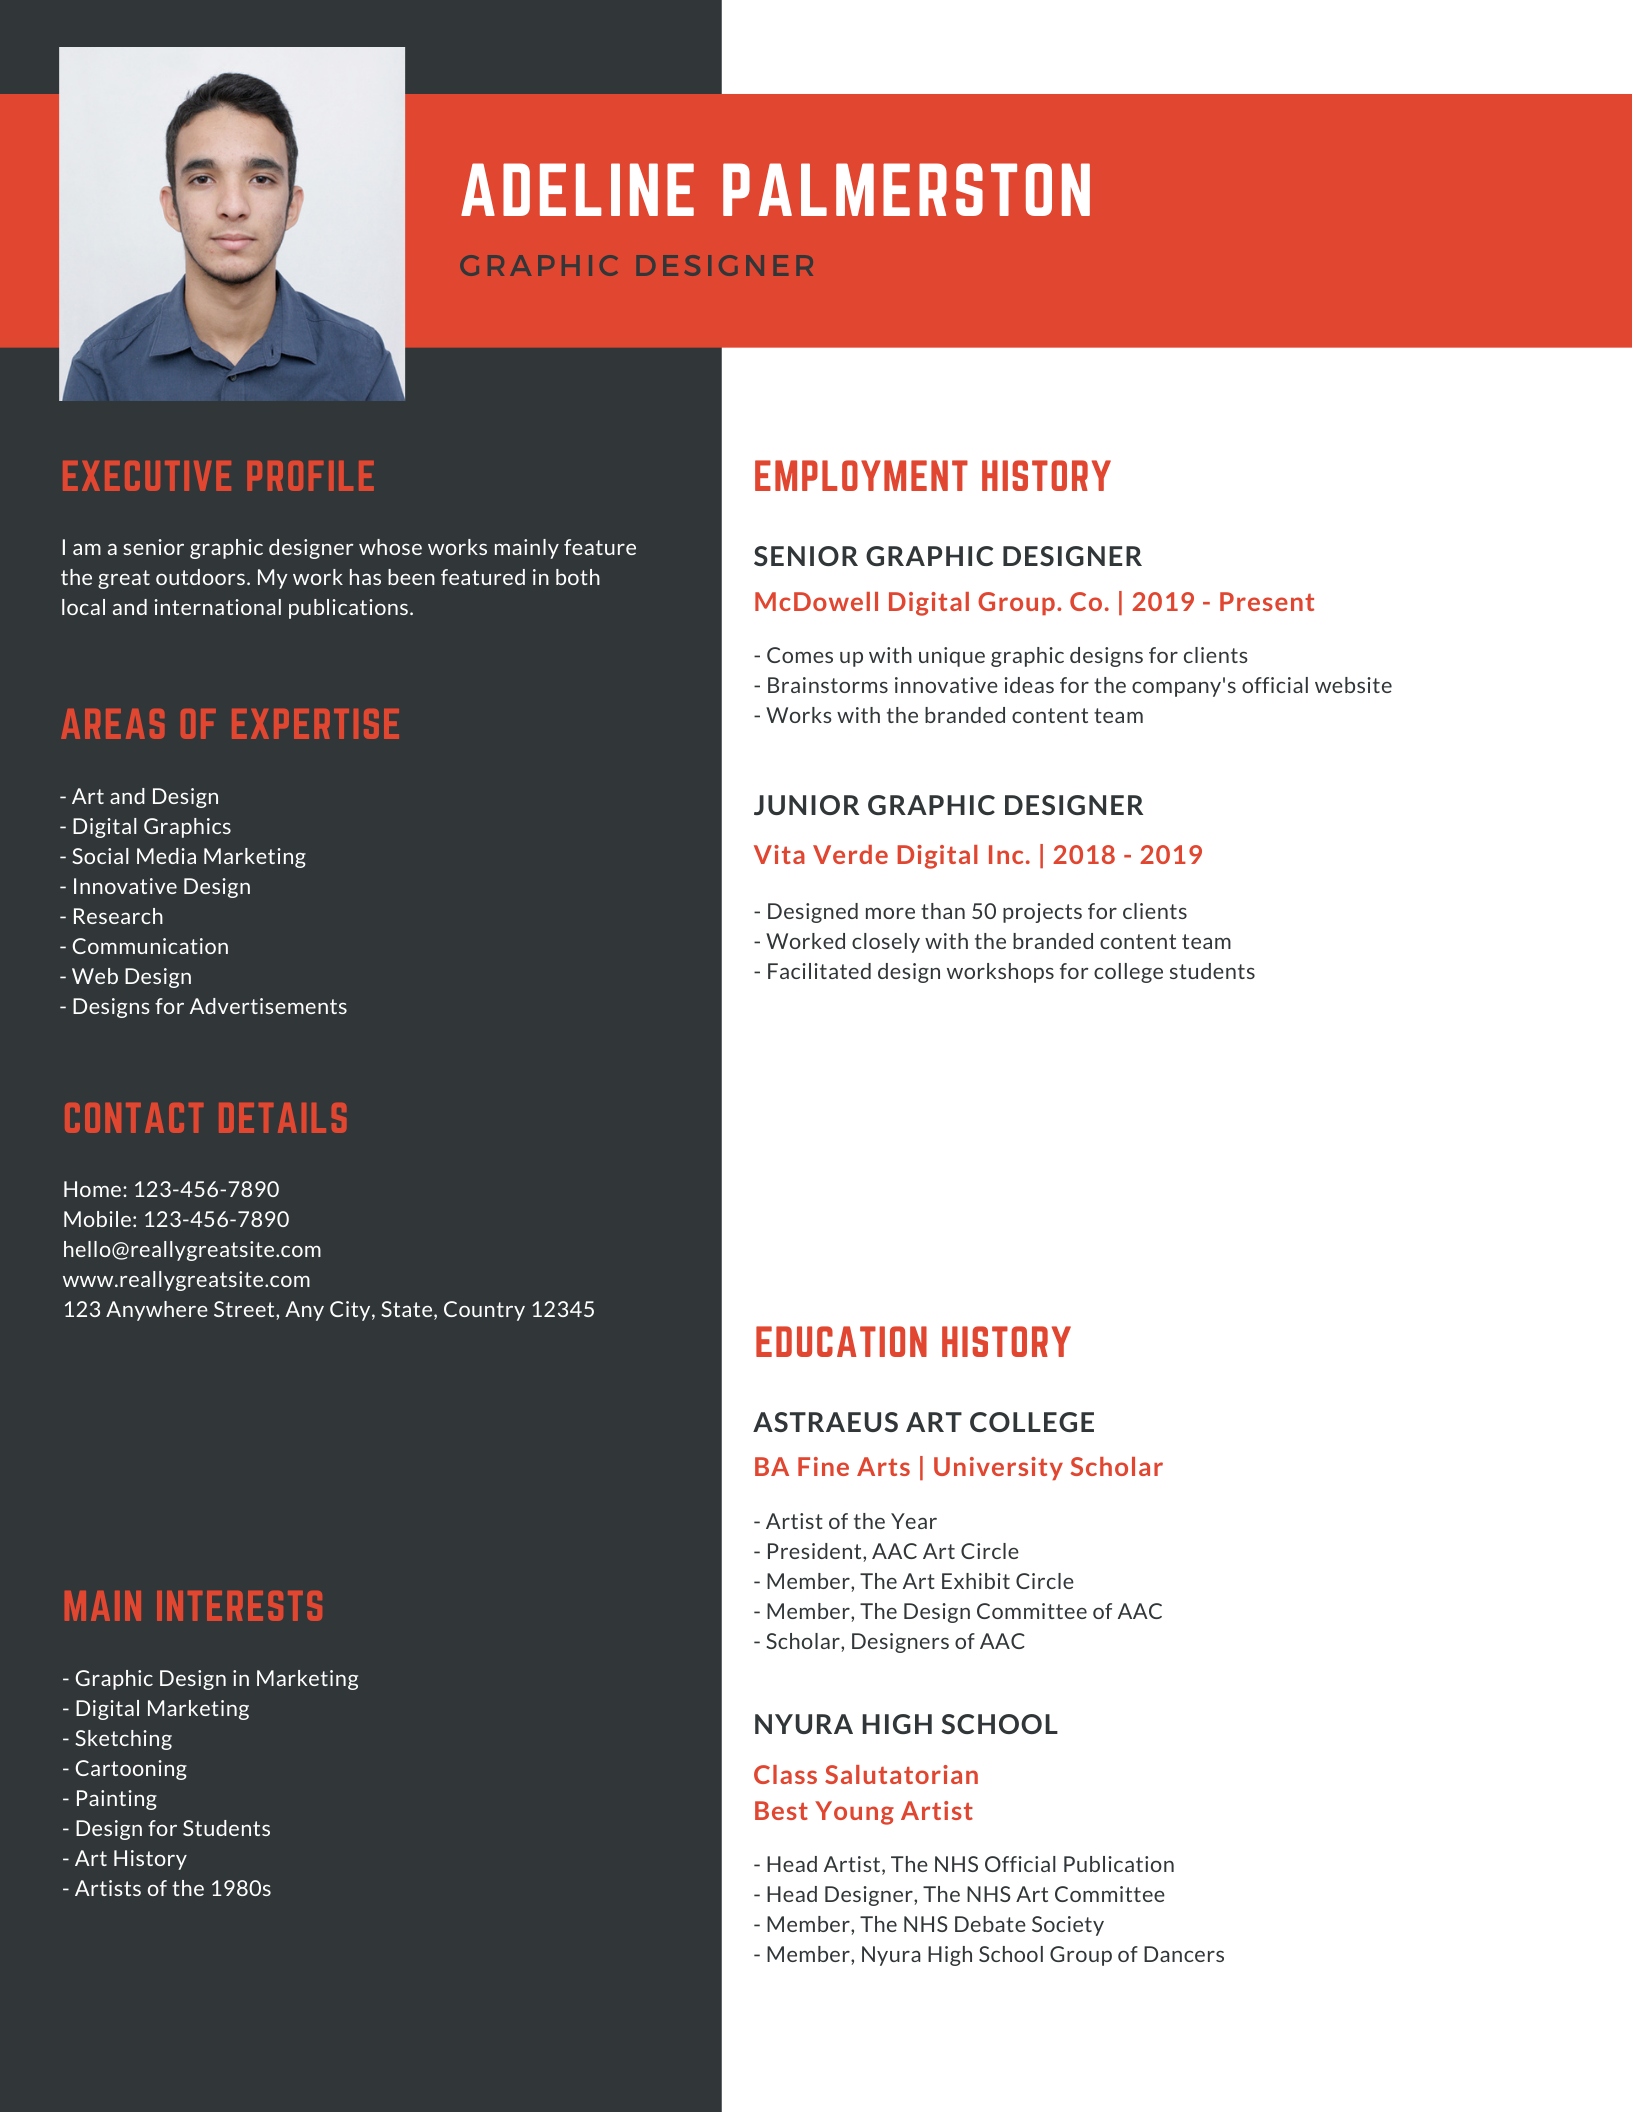 ADELINE PALMERSTON
GRAPHIC DESIGNER
EXECUTIVE PROFILE
I am a senior graphic designer whose works mainly feature
the great outdoors. My work has been featured in both
local and international publications.
AREAS OF EXPERTISE
- Art and Design
- Digital Graphics
- Social Media Marketing
- Innovative Design
- Research
- Communication
- Web Design
- Designs for Advertisements
CONTACT DETAILS
Home: 123-456-7890
Mobile: 123-456-7890
hello@reallygreatsite.com
www.reallygreatsite.com
123 Anywhere Street, Any City, State, Country 12345
MAIN INTERESTS
- Graphic Design in Marketing
- Digital Marketing
- Sketching
- Cartooning
- Painting
- Design for Students
- Art History
- Artists of the 1980s
EMPLOYMENT HISTORY
SENIOR GRAPHIC DESIGNER
McDowell Digital Group. Co. | 2019 - Present
- Comes up with unique graphic designs for clients
- Brainstorms innovative ideas for the company's official website
- Works with the branded content team
JUNIOR GRAPHIC DESIGNER
Vita Verde Digital Inc. | 2018 - 2019
- Designed more than 50 projects for clients
- Worked closely with the branded content team
- Facilitated design workshops for college students
EDUCATION HISTORY
ASTRAEUS ART COLLEGE
BA Fine Arts | University Scholar
- Artist of the Year
- President, AAC Art Circle
- Member, The Art Exhibit Circle
- Member, The Design Committee of AAC
- Scholar, Designers of AAC
NYURA HIGH SCHOOL
Class Salutatorian
Best Young Artist
- Head Artist, The NHS Official Publication
- Head Designer, The NHS Art Committee
- Member, The NHS Debate Society
- Member, Nyura High School Group of Dancers